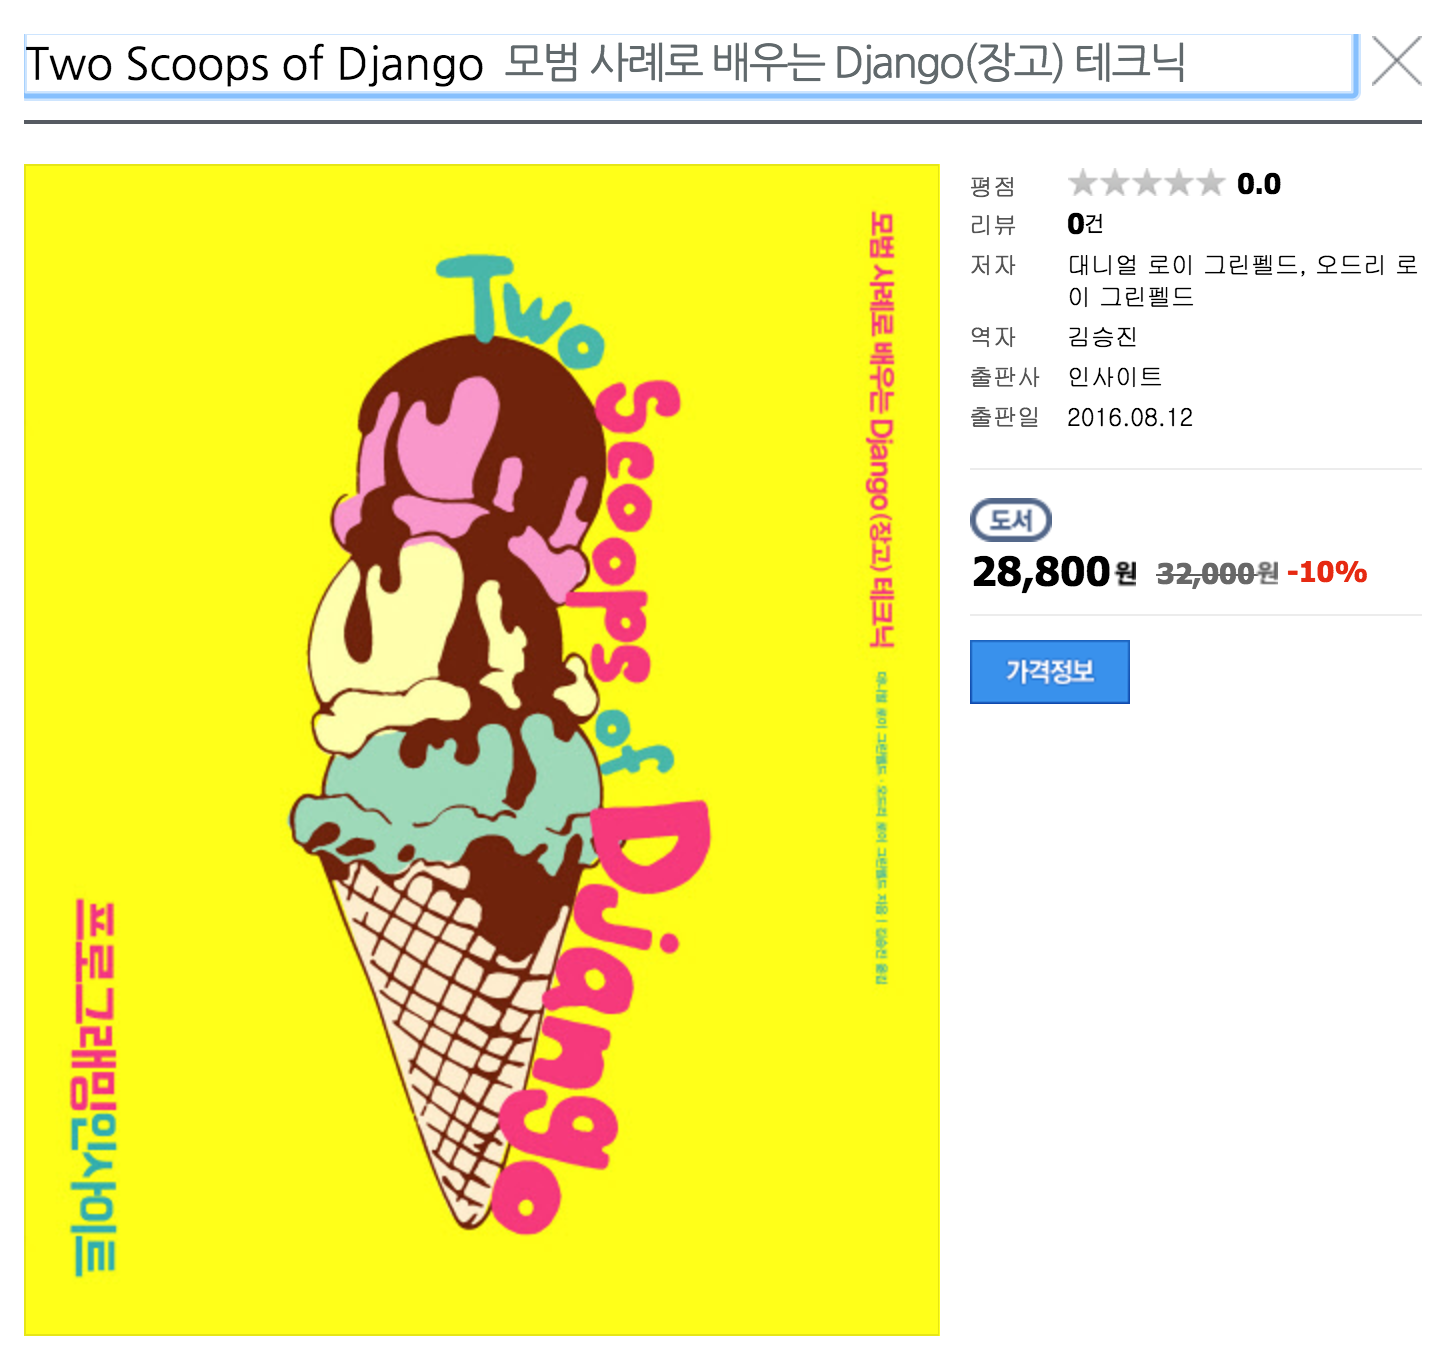 Two Scoops of Django 모범 사례로 배우는 Django(장고) 테크닉
Two Scoops of Django
모범 사례로 배우는 Django(장고) 테크닉
대니얼 로이 그린펠드 · 오드리 로이 그린펠드 지음 | 김승진 옮김
프로그래밍인사이트
평점 0.0
리뷰 0건
저자 대니얼 로이 그린펠드, 오드리 로
이 그린펠드
역자 김승진
출판사 인사이트
출판일 2016.08.12
도서
28,800원 32,000원 -10%
가격정보